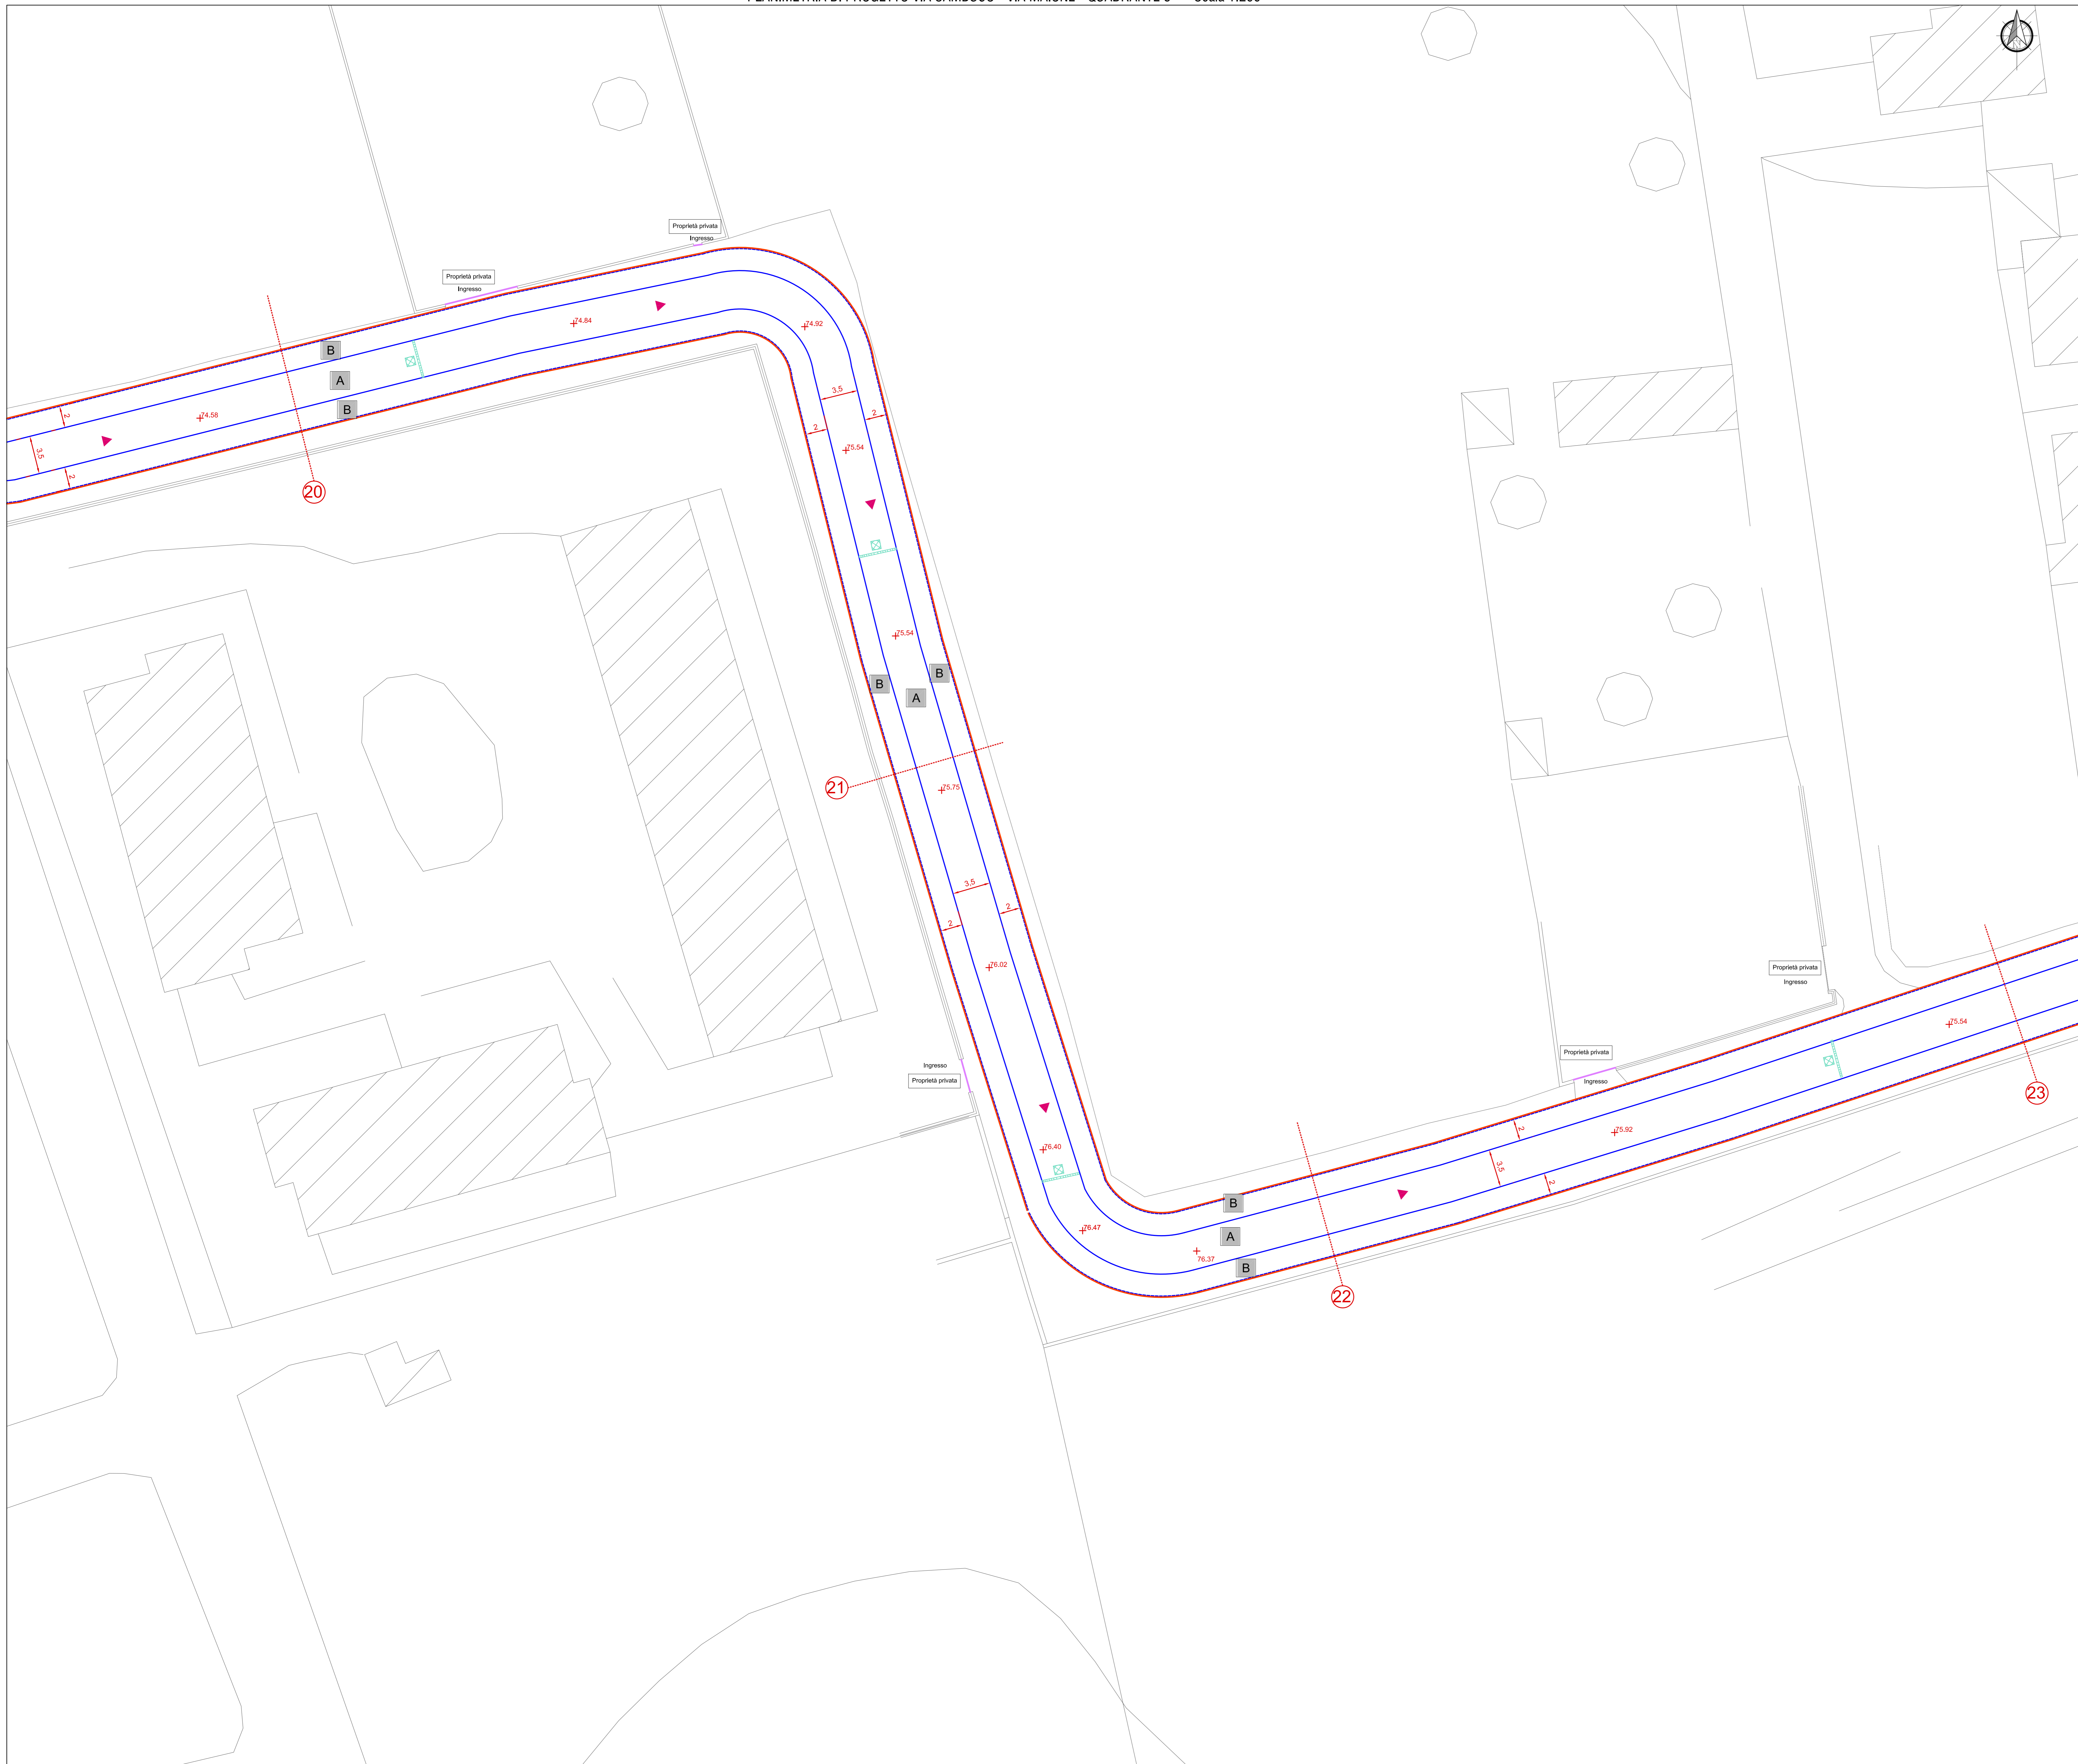 Proprietà privata
Ingresso
Proprietà privata
Ingresso
74.84
74.92
B
A
B
74.58
2
3,5
2
20
3,5
2
2
75.54
75.54
B
B
A
21
75.75
3,5
2
2
76.02
Ingresso
Proprietà privata
76.40
76.47
76.37
B
A
B
22
2
3,5
2
75.92
Proprietà privata
Ingresso
Proprietà privata
Ingresso
75.54
23